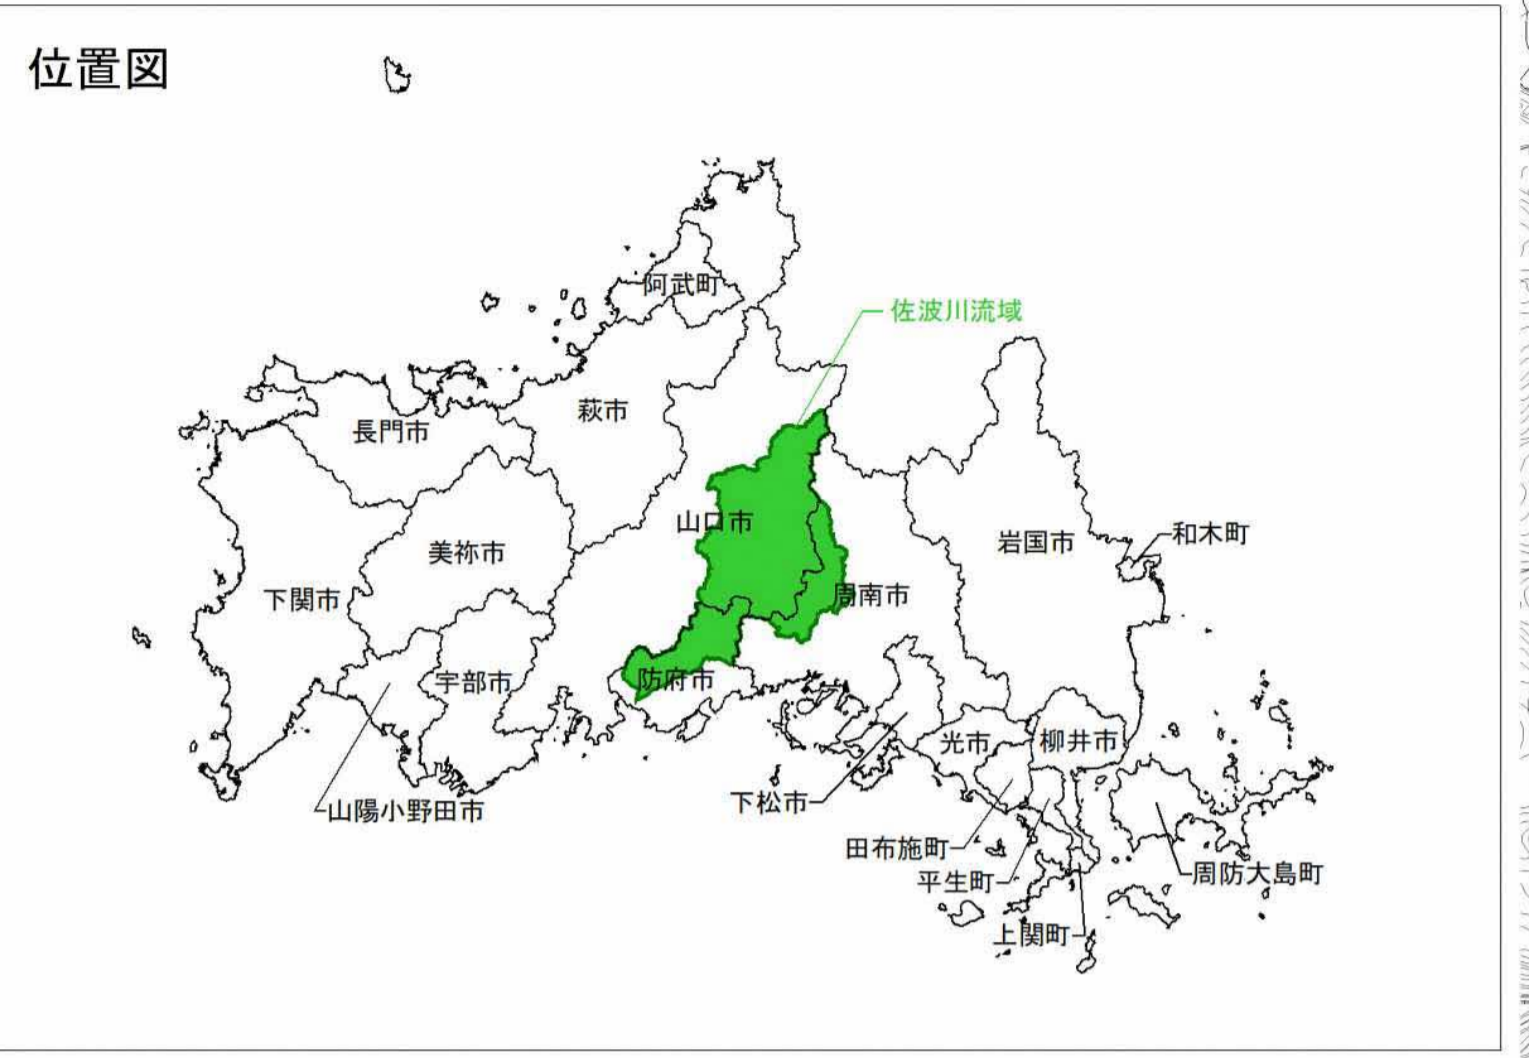 位置図
阿武町
佐波川流域
萩市
長門市
山口市
和木町
岩国市
美祢市
周南市
下関市
防府市
宇部市
光市
柳井市
下松市
山陽小野田市
田布施町
周防大島町
平生町
上関町